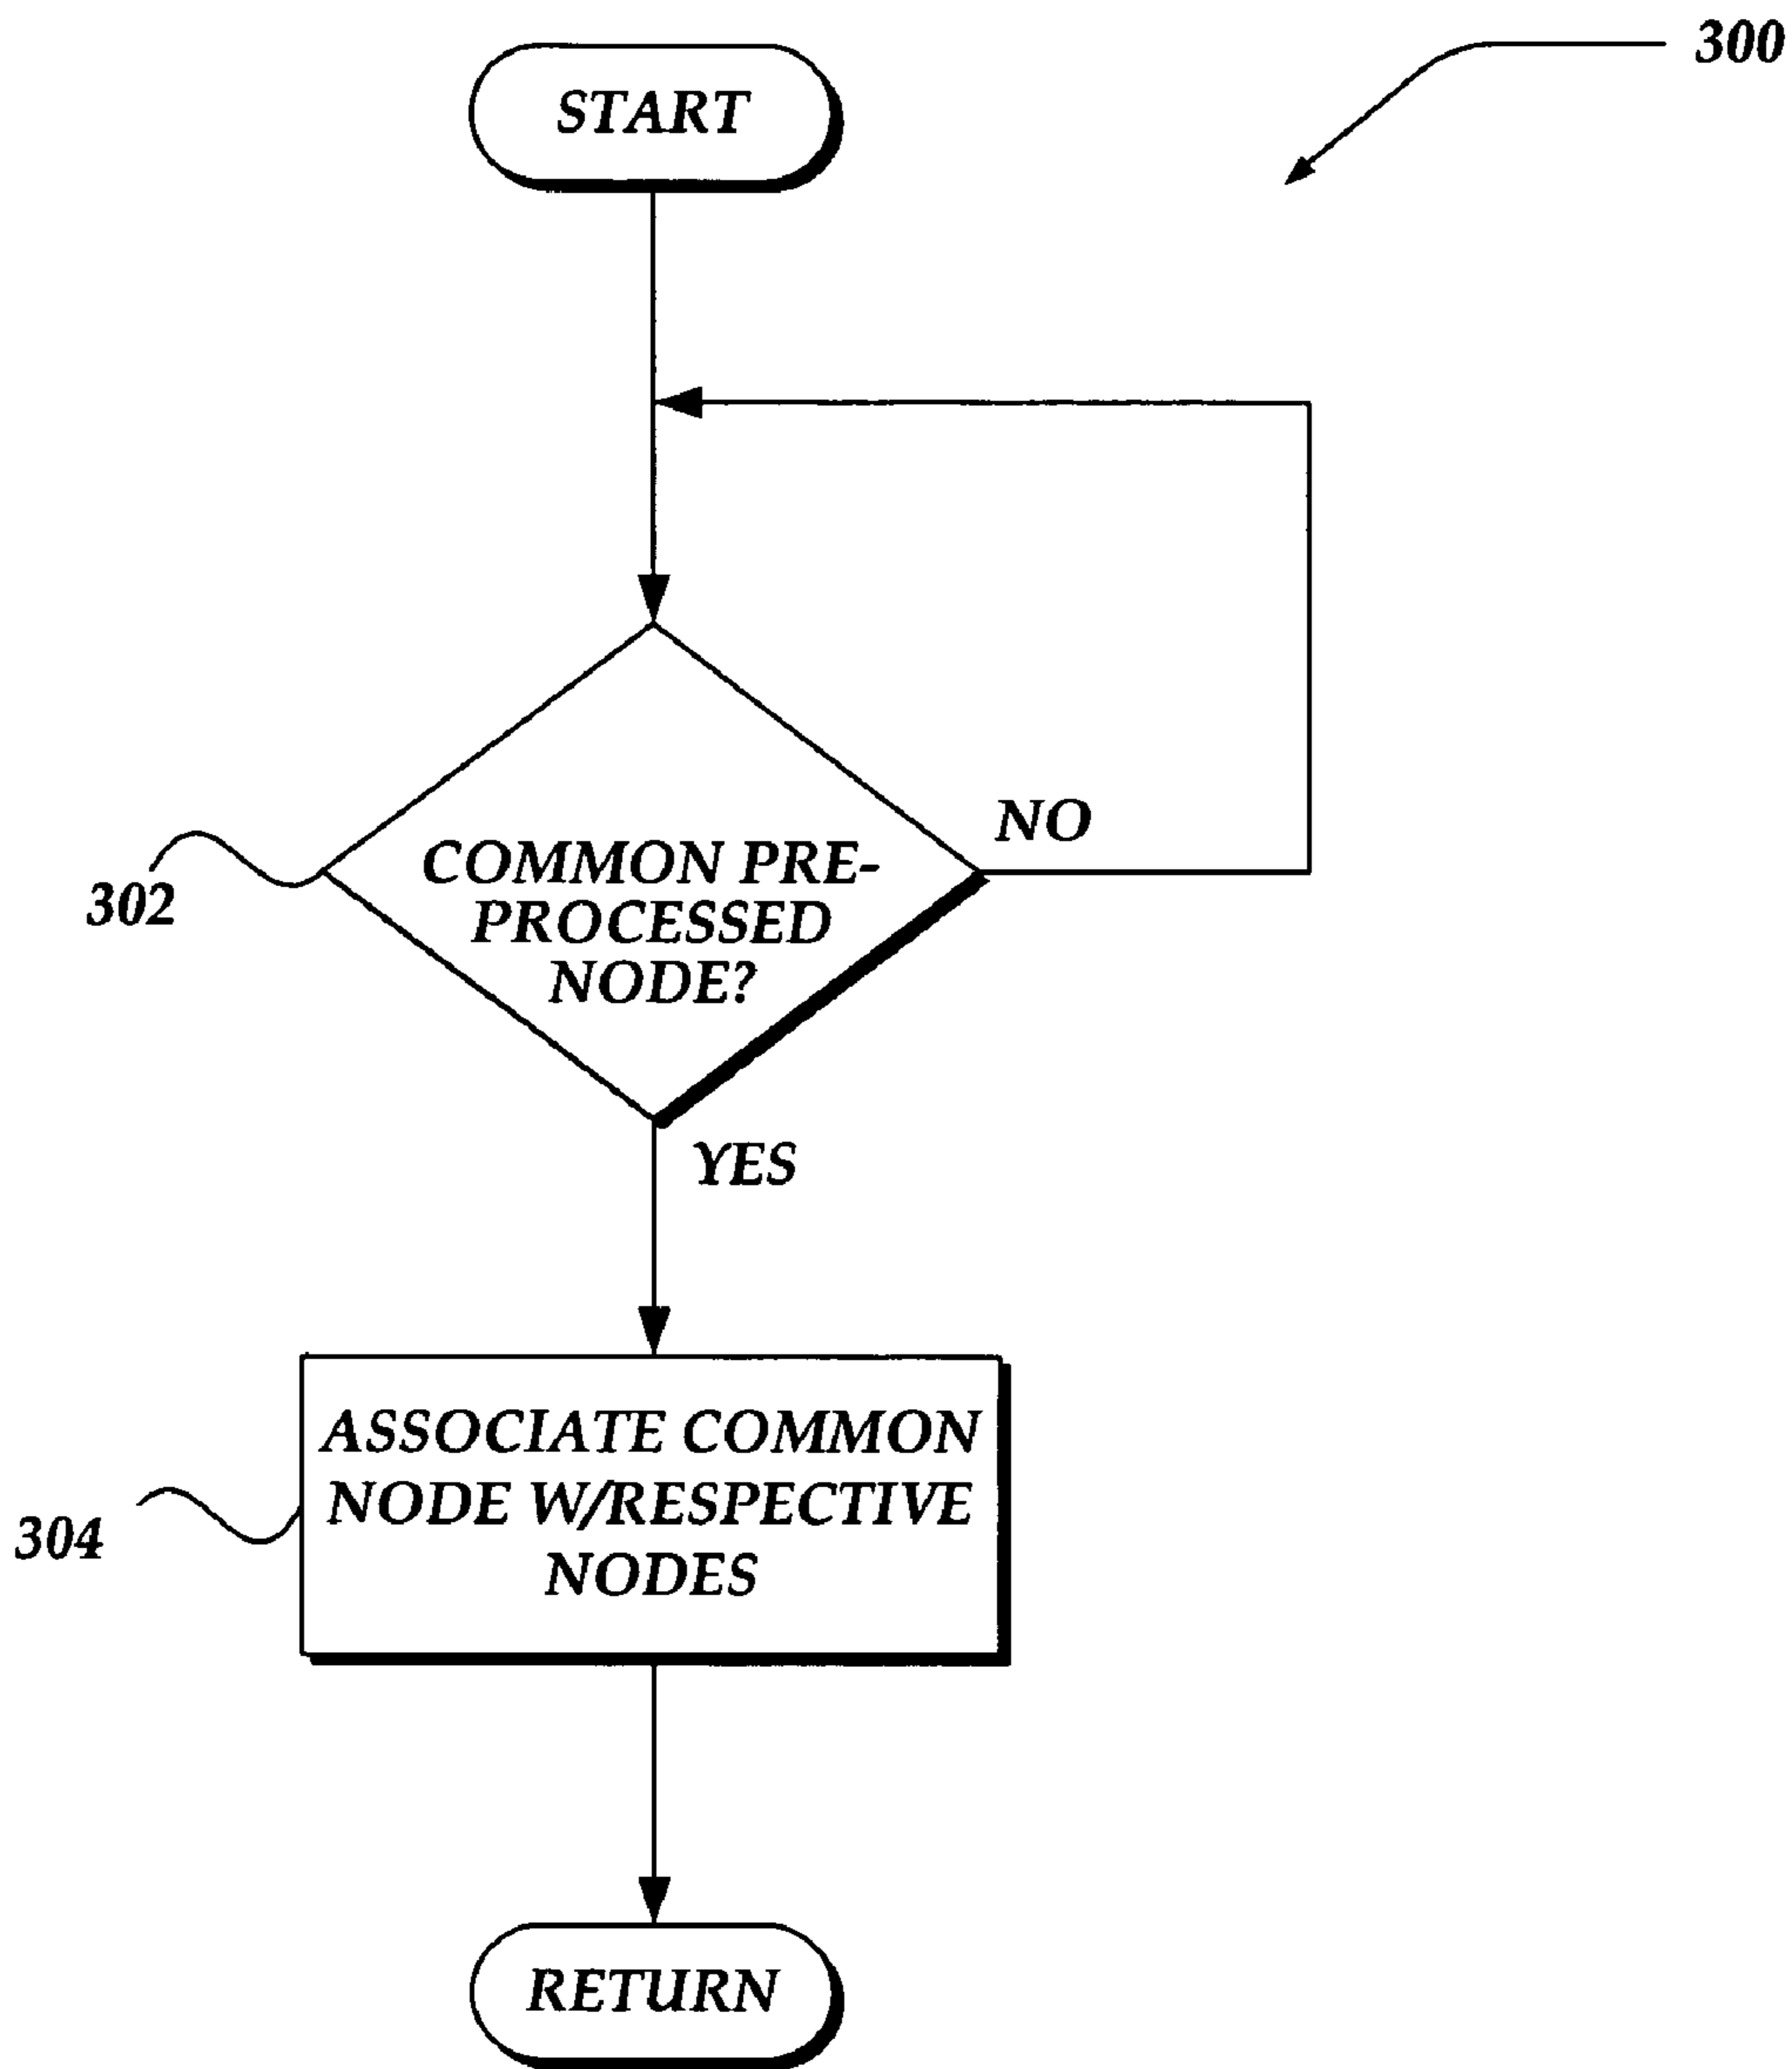 300
START
NO
302
COMMON PRE-
PROCESSED
NODE?
YES
304
ASSOCIATE COMMON
NODE W/RESPECTIVE
NODES
RETURN